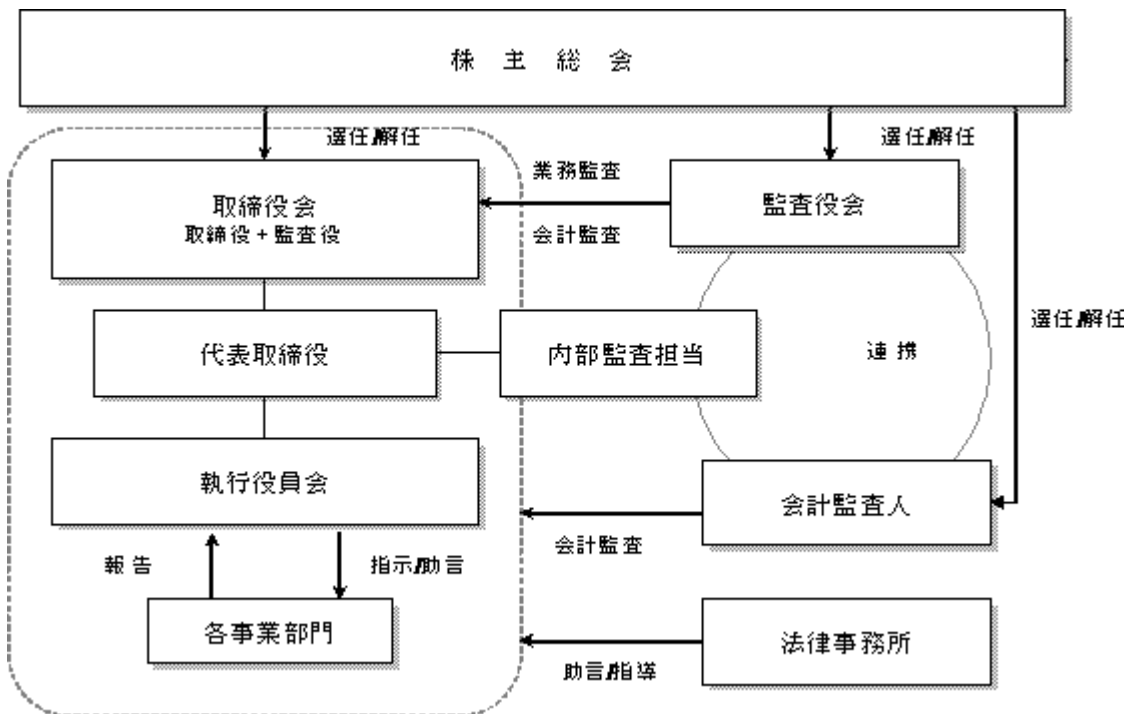 株主総会
選任/解任
選任/解任
業務監査
取締役会
取締役+監査役
監査役会
会計監査
選任/解任
代表取締役
内部監査担当
連携
執行役員会
会計監査人
会計監査
報告
指示/助言
各事業部門
法律事務所
助言/指導